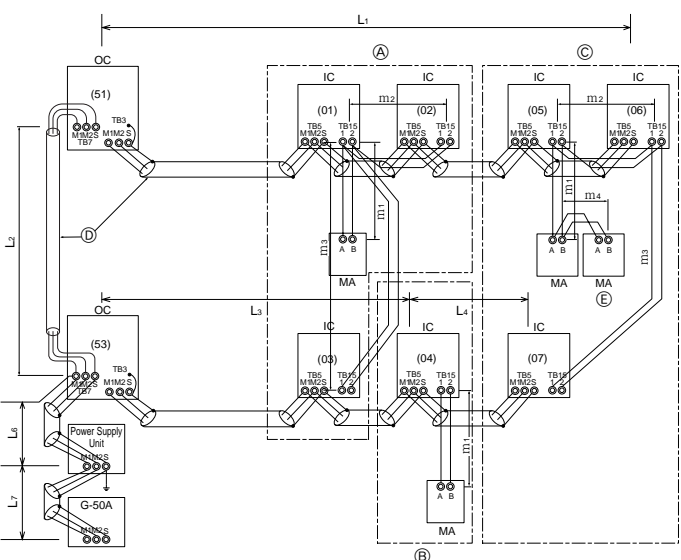 L1
A
C
OC
IC
IC
IC
IC
(51)
(01)
(02)
(05)
(06)
m2
m2
TB3
TB7
M1M2S
M1M2S
TB5
M1M2S
TB15
1 2
TB5
M1M2S
TB15
1 2
TB5
M1M2S
TB15
1 2
TB5
M1M2S
TB15
1 2
m1
m1
m4
m3
m3
L2
D
A B
MA
A B
MA
A B
MA
E
L3
L4
OC
IC
IC
IC
(53)
(03)
(04)
(07)
TB3
M1M2S
TB7
M1M2S
TB5
M1M2S
TB15
1 2
TB5
M1M2S
TB15
1 2
TB5
M1M2S
TB15
1 2
L6
Power Supply
Unit
M1M2S
m1
L7
G-50A
M1M2S
A B
MA
B